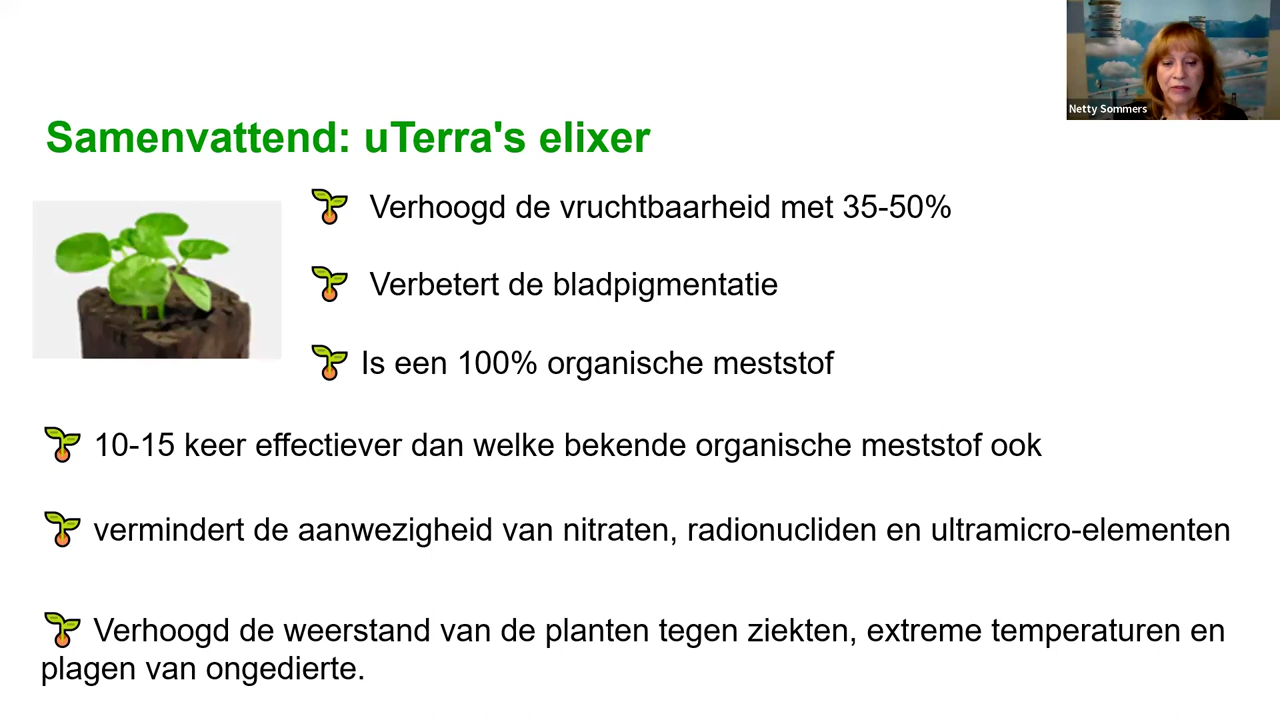 Netty Sommers
Samenvattend: uTerra's elixer
Verhoogd de vruchtbaarheid met 35-50%
Verbetert de bladpigmentatie
Is een 100% organische meststof
10-15 keer effectiever dan welke bekende organische meststof ook
vermindert de aanwezigheid van nitraten, radionucliden en ultramicro-elementen
Verhoogd de weerstand van de planten tegen ziekten, extreme temperaturen en
plagen van ongedierte.